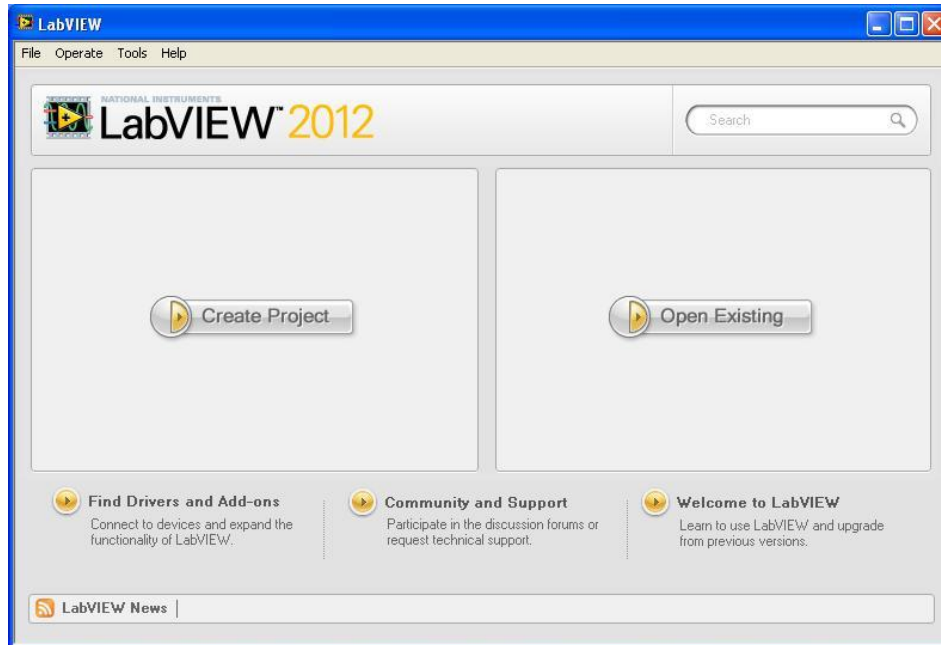 LabVIEW
File Operate Tools Help
NATIONAL INSTRUMENTS
LabVIEW™ 2012
Search
Create Project
Open Existing
Find Drivers and Add-ons
Connect to devices and expand the
functionality of LabVIEW.
Community and Support
Participate in the discussion forums or
request technical support.
Welcome to LabVIEW
Learn to use LabVIEW and upgrade
from previous versions.
LabVIEW News